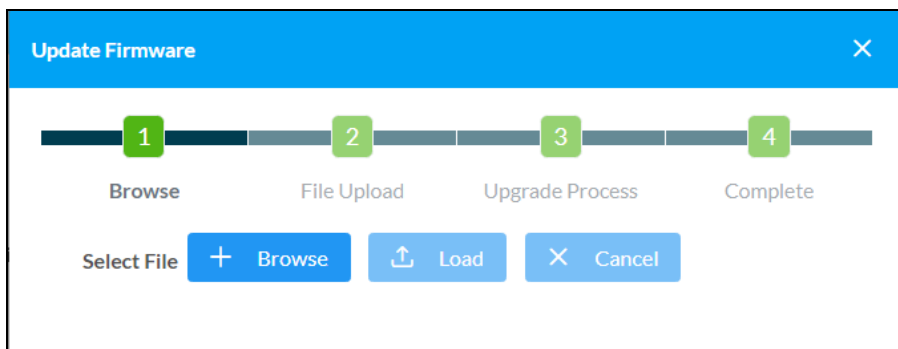 Update Firmware
1 2 3 4
Browse File Upload Upgrade Process Complete
Select File Browse Load Cancel